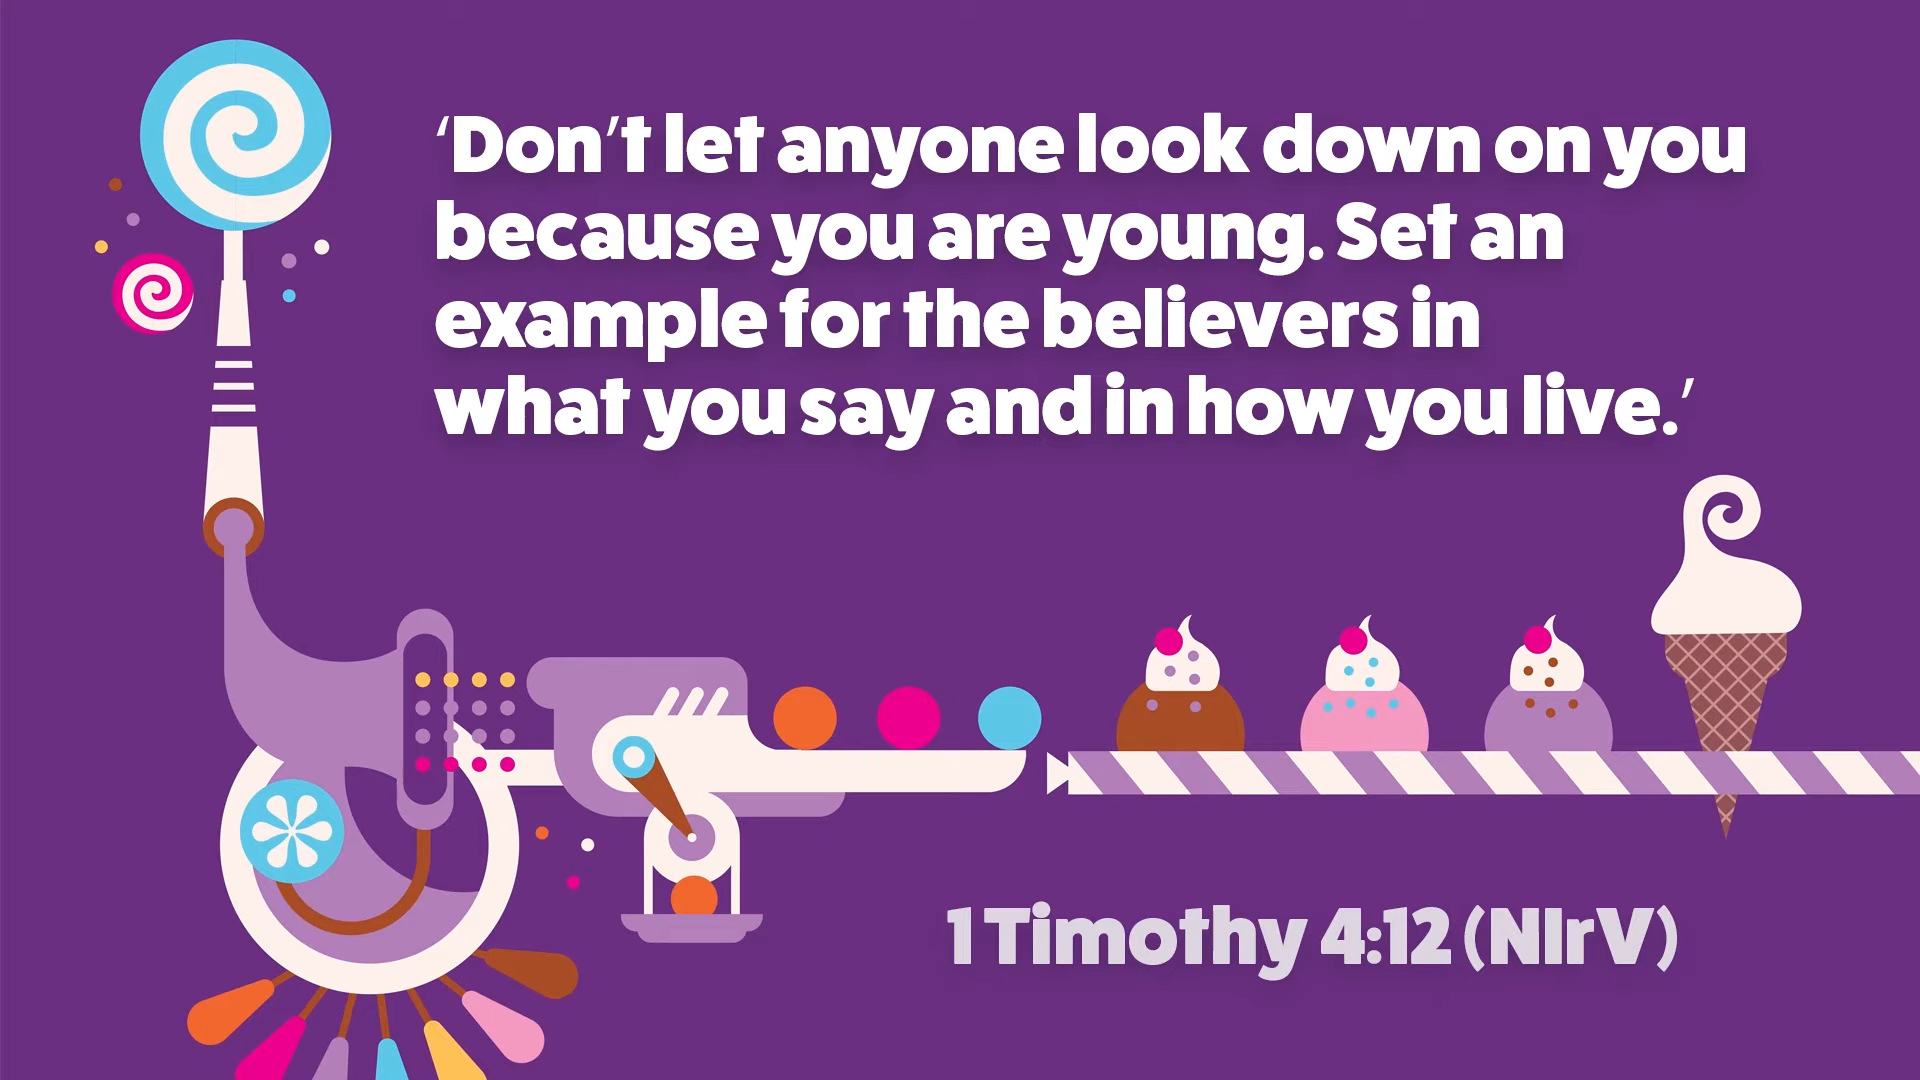 ‘Don’t let anyone look down on you
because you are young. Set an
example for the believers in
what you say and in how you live.’
1 Timothy 4:12 (NIrV)